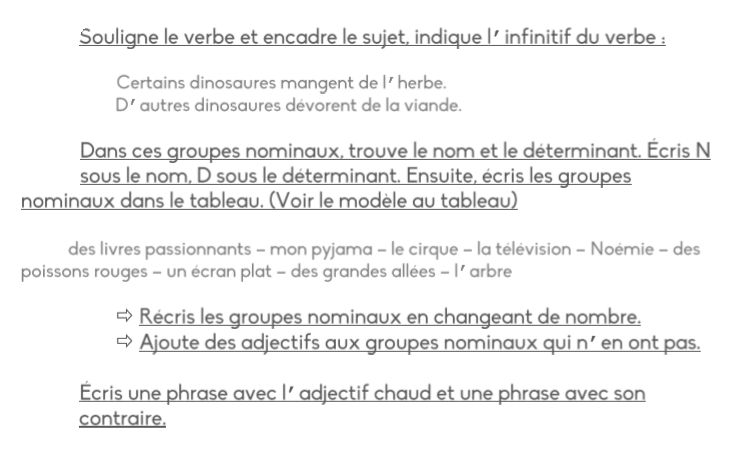 Souligne le verbe et encadre le sujet, indique l' infinitif du verbe :
Certains dinosaures mangent de l' herbe.
D' autres dinosaures dévorent de la viande.
Dans ces groupes nominaux, trouve le nom et le déterminant. Écris N
sous le nom, D sous le déterminant. Ensuite, écris les groupes
nominaux dans le tableau. (Voir le modèle au tableau)
des livres passionnants – mon pyjama – le cirque – la télévision – Noémie – des
poissons rouges – un écran plat – des grandes allées – l' arbre
⇨ Récris les groupes nominaux en changeant de nombre.
⇨ Ajoute des adjectifs aux groupes nominaux qui n' en ont pas.
Écris une phrase avec l' adjectif chaud et une phrase avec son
contraire.